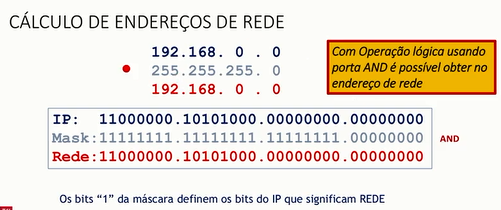 CÁLCULO DE ENDEREÇOS DE REDE
192.168. 0 . 0
255.255.255. 0
192.168. 0 . 0
Com Operação lógica usando
porta AND é possível obter no
endereço de rede
IP: 11000000.10101000.00000000.00000000
Mask:11111111.11111111.11111111.00000000
Rede:11000000.10101000.00000000.00000000
AND
Os bits “1” da máscara definem os bits do IP que significam REDE